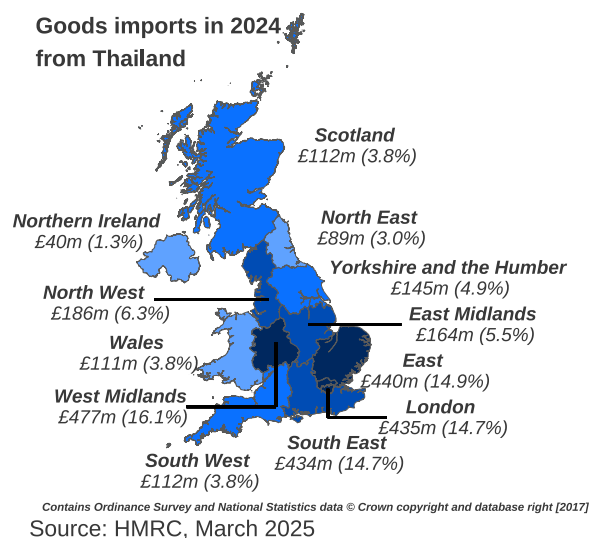 Goods imports in 2024
from Thailand
Scotland
£112m (3.8%)
Northern Ireland
£40m (1.3%)
North East
£89m (3.0%)
Yorkshire and the Humber
£145m (4.9%)
North West
£186m (6.3%)
East Midlands
£164m (5.5%)
Wales
£111m (3.8%)
East
£440m (14.9%)
West Midlands
£477m (16.1%)
London
£435m (14.7%)
South East
£434m (14.7%)
South West
£112m (3.8%)
Contains Ordinance Survey and National Statistics data © Crown copyright and database right [2017]
Source: HMRC, March 2025